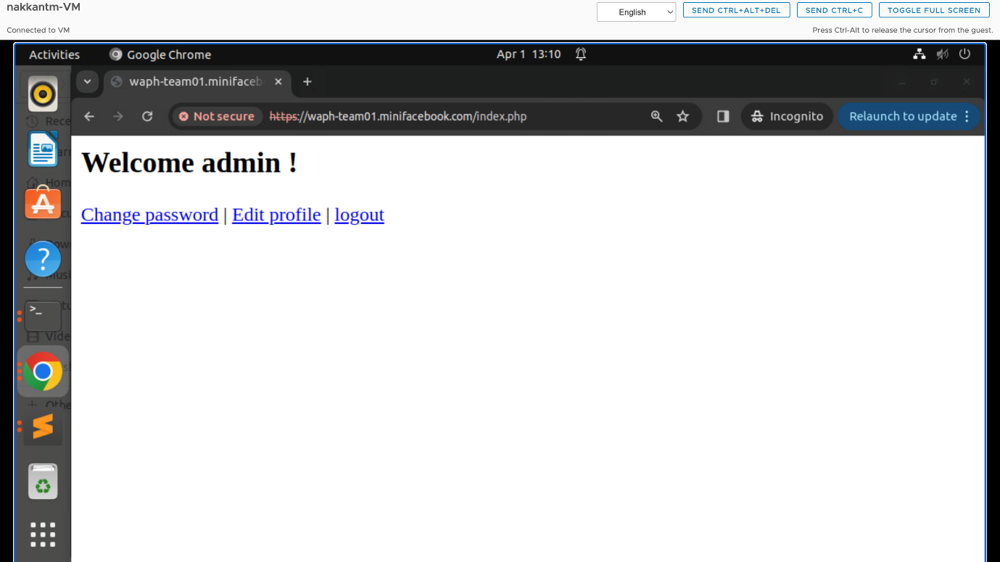 nakkantm-VM
English
SEND CTRL+ALT+DEL
SEND CTRL+C
TOGGLE FULL SCREEN
Connected to VM
Press Ctrl-Alt to release the cursor from the guest.
Activities
Google Chrome
Apr 1 13:10
waph-team01.minifaceb
Not secure
https://waph-team01.minifacebook.com/index.php
Incognito
Relaunch to update
Welcome admin !
Change password | Edit profile | logout